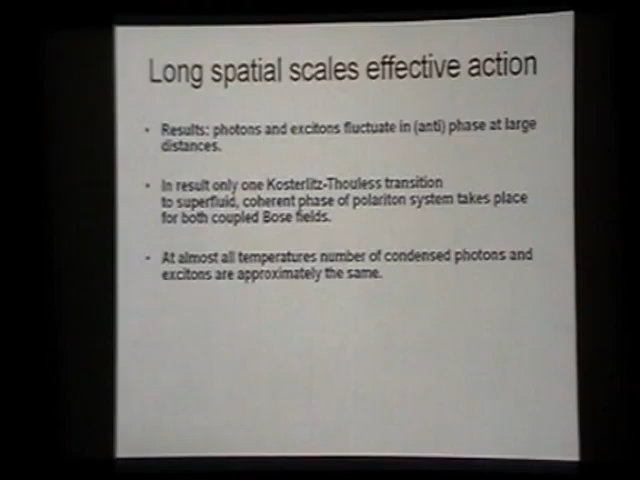 Long spatial scales effective action
• Results: photons and excitons fluctuate in (anti) phase at large
distances.
• In result only one Kosterlitz-Thouless transition
to superfluid, coherent phase of polariton system takes place
for both coupled Bose fields.
• At almost all temperatures number of condensed photons and
excitons are approximately the same.